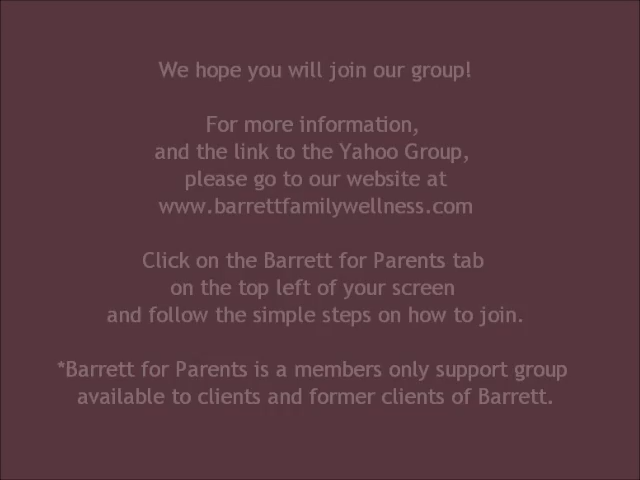 We hope you will join our group!
For more information,
and the link to the Yahoo Group,
please go to our website at
www.barrettfamilywellness.com
Click on the Barrett for Parents tab
on the top left of your screen
and follow the simple steps on how to join.
*Barrett for Parents is a members only support group
available to clients and former clients of Barrett.